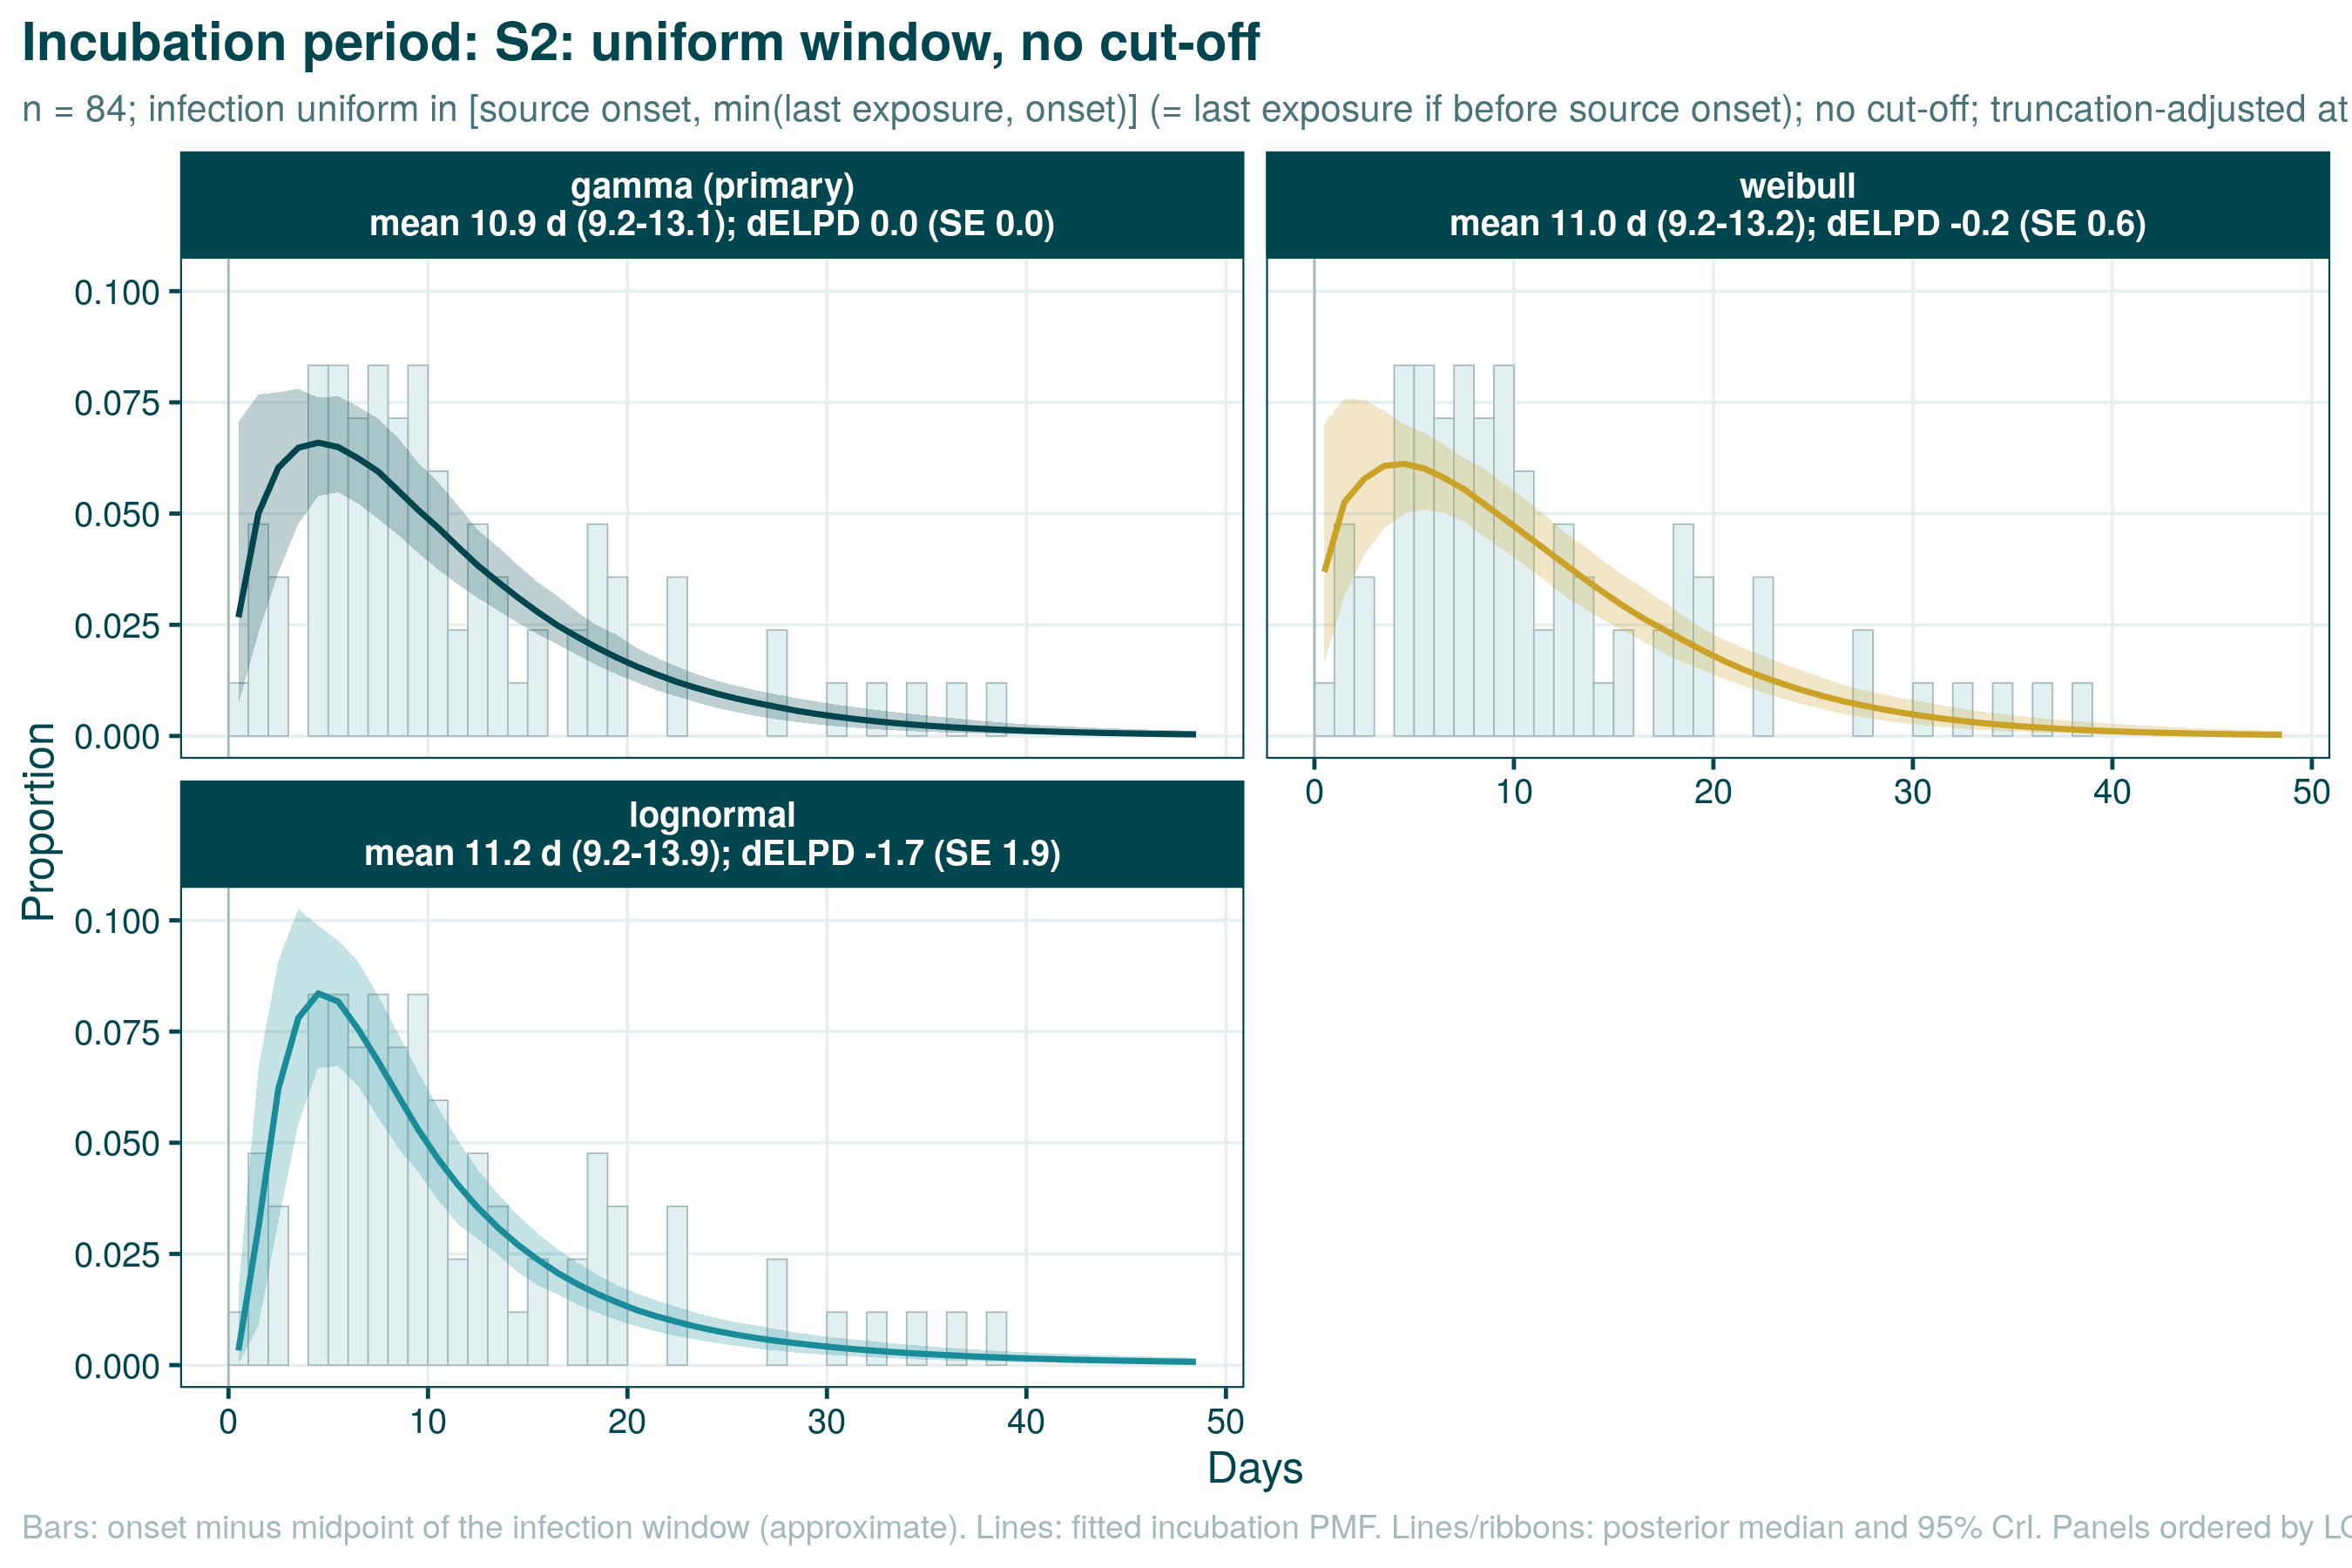 Incubation period: S2: uniform window, no cut-off
n = 84; infection uniform in [source onset, min(last exposure, onset)] (= last exposure if before source onset); no cut-off; truncation-adjusted at
gamma (primary)
mean 10.9 d (9.2-13.1); dELPD 0.0 (SE 0.0)
weibull
mean 11.0 d (9.2-13.2); dELPD -0.2 (SE 0.6)
0.100
0.075
0.050
0.025
0.000
0 10 20 30 40 50
lognormal
mean 11.2 d (9.2-13.9); dELPD -1.7 (SE 1.9)
Proportion
0.100
0.075
0.050
0.025
0.000
0 10 20 30 40 50
Days
Bars: onset minus midpoint of the infection window (approximate). Lines: fitted incubation PMF. Lines/ribbons: posterior median and 95% CrI. Panels ordered by